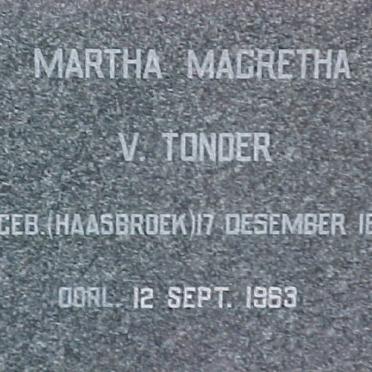 MARTHA MAGRETHA
V. TONDER
GEB.(HAASBROEK)17 DESEMBER
OORL. 12 SEPT. 1963